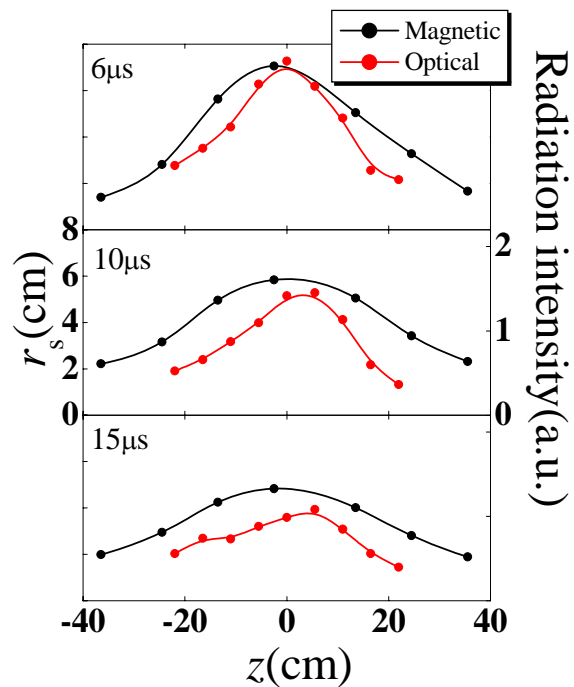 Magnetic
Optical
6μs
10μs
15μs
8
6
4
2
0
2
1
0
-40
-20
0
20
40
r_s(cm)
z(cm)
Radiation intensity(a.u.)